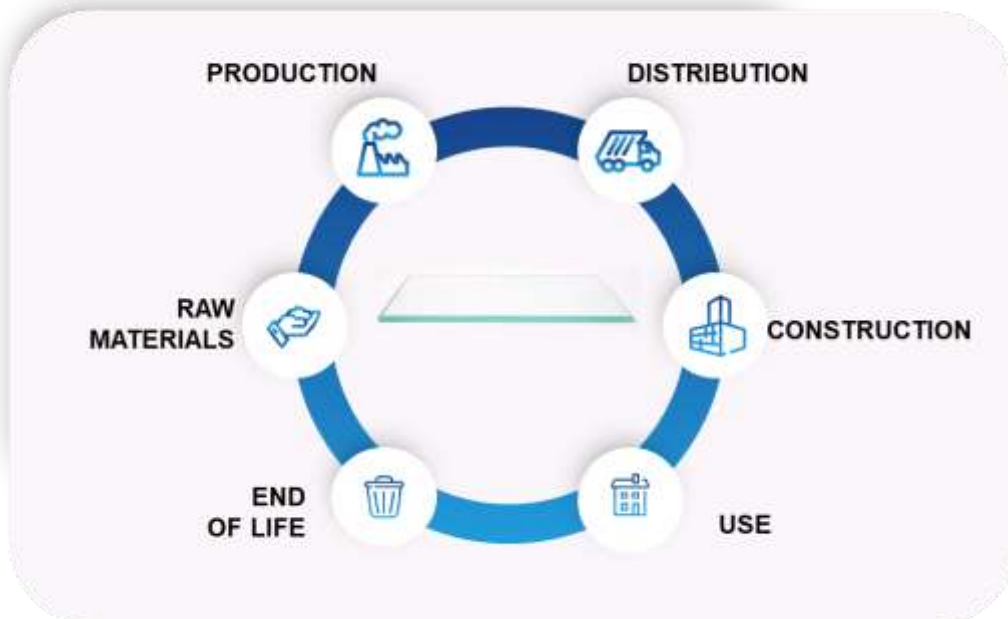 PRODUCTION
DISTRIBUTION
RAW
MATERIALS
CONSTRUCTION
END
OF LIFE
USE